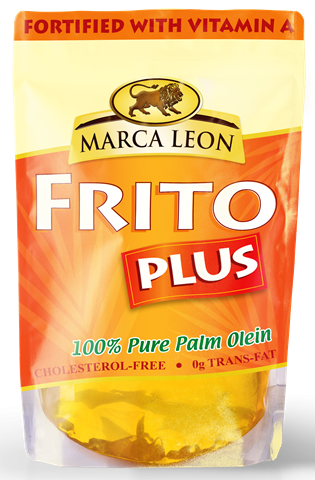 FORTIFIED WITH VITAMIN A
MARCA LEON
FRITO
PLUS
100% Pure Palm Olein
CHOLESTEROL-FREE • 0g TRANS-FAT